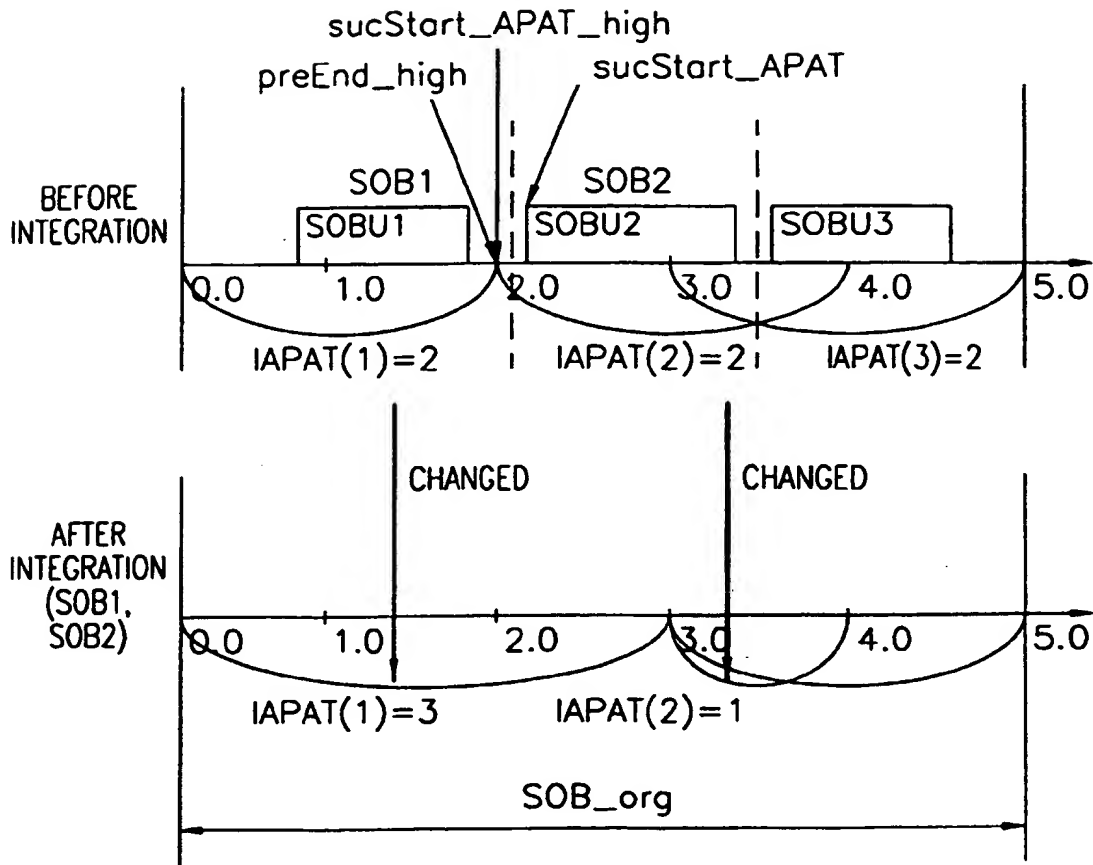 sucStart_APAT_high
preEnd_high
sucStart_APAT
BEFORE
INTEGRATION
SOB1
SOB2
SOBU1
SOBU2
SOBU3
0.0
1.0
2.0
3.0
4.0
5.0
IAPAT(1)=2
IAPAT(2)=2
IAPAT(3)=2
CHANGED
CHANGED
AFTER
INTEGRATION
(SOB1,
SOB2)
0.0
1.0
2.0
3.0
4.0
5.0
IAPAT(1)=3
IAPAT(2)=1
SOB_org